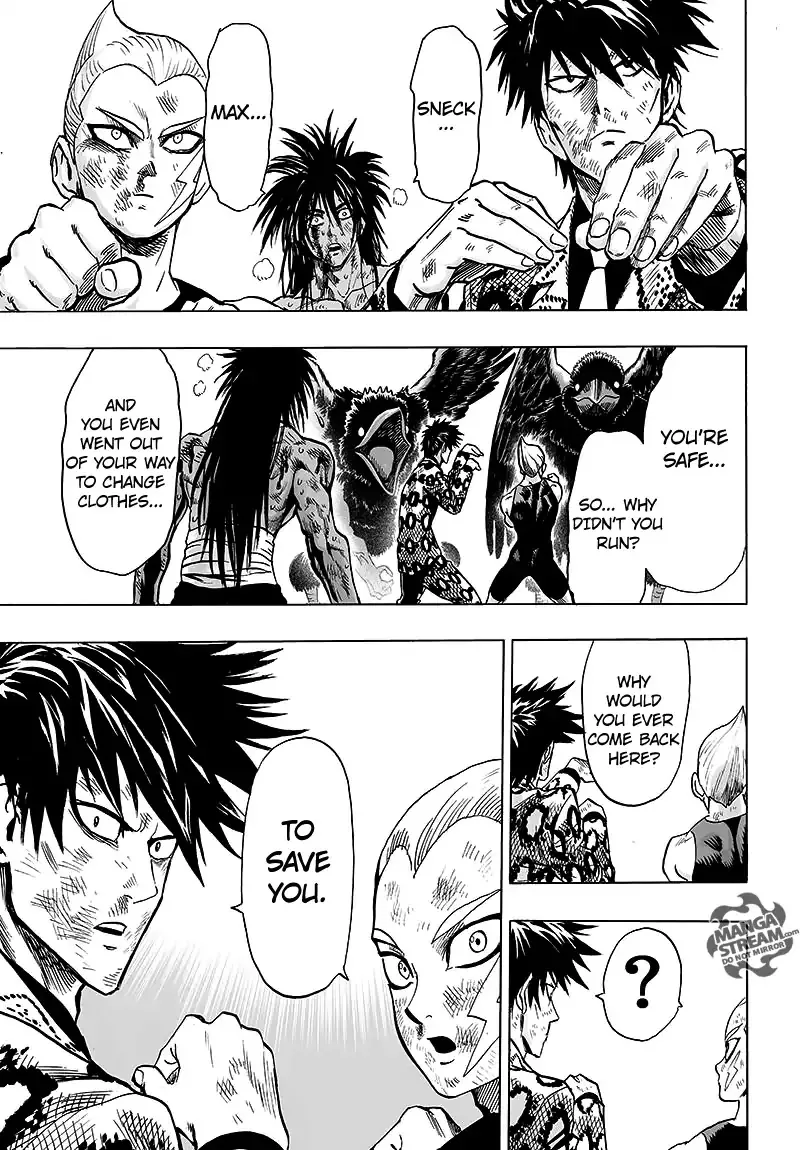 SNECK
...
MAX...
YOU'RE
SAFE...
SO... WHY
DIDN'T YOU
RUN?
AND
YOU EVEN
WENT OUT
OF YOUR WAY
TO CHANGE
CLOTHES...
WHY
WOULD
YOU EVER
COME BACK
HERE?
?
TO
SAVE
YOU.
MANGA
STREAM.com
DO NOT MIRROR